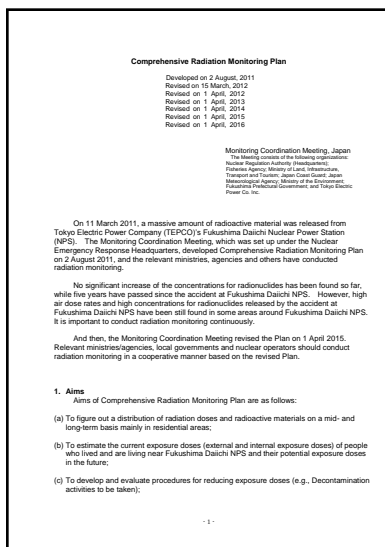 Comprehensive Radiation Monitoring Plan
Developed on 2 August, 2011
Revised on 15 March, 2012
Revised on 1 April, 2012
Revised on 1 April, 2013
Revised on 1 April, 2014
Revised on 1 April, 2015
Revised on 1 April, 2016
Monitoring Coordination Meeting, Japan
The Meeting consists of the following organizations:
Nuclear Regulation Authority (Headquarters);
Fisheries Agency; Ministry of Land, Infrastructure,
Transport and Tourism; Japan Coast Guard; Japan
Meteorological Agency; Ministry of the Environment;
Fukushima Prefectural Government; and Tokyo Electric
Power Co. Inc.
On 11 March 2011, a massive amount of radioactive material was released from
Tokyo Electric Power Company (TEPCO)'s Fukushima Daiichi Nuclear Power Station
(NPS). The Monitoring Coordination Meeting, which was set up under the Nuclear
Emergency Response Headquarters, developed Comprehensive Radiation Monitoring Plan
on 2 August 2011, and the relevant ministries, agencies and others have conducted
radiation monitoring.
No significant increase of the concentrations for radionuclides has been found so far,
while five years have passed since the accident at Fukushima Daiichi NPS. However, high
air dose rates and high concentrations for radionuclides released by the accident at
Fukushima Daiichi NPS have been still found in some areas around Fukushima Daiichi NPS.
It is important to conduct radiation monitoring continuously.
And then, the Monitoring Coordination Meeting revised the Plan on 1 April 2015.
Relevant ministries/agencies, local governments and nuclear operators should conduct
radiation monitoring in a cooperative manner based on the revised Plan.
1. Aims
Aims of Comprehensive Radiation Monitoring Plan are as follows:
(a) To figure out a distribution of radiation doses and radioactive materials on a mid- and
long-term basis mainly in residential areas;
(b) To estimate the current exposure doses (external and internal exposure doses) of people
who lived and are living near Fukushima Daiichi NPS and their potential exposure doses
in the future;
(c) To develop and evaluate procedures for reducing exposure doses (e.g., Decontamination
activities to be taken);
- 1 -